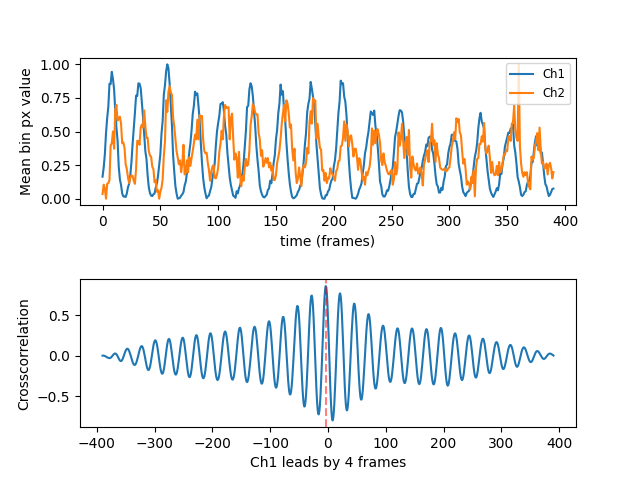 1.00
0.75
0.50
0.25
0.00
Mean bin px value
Ch1
Ch2
0 50 100 150 200 250 300 350 400
time (frames)
0.5
0.0
−0.5
Crosscorrelation
−400 −300 −200 −100 0 100 200 300 400
Ch1 leads by 4 frames